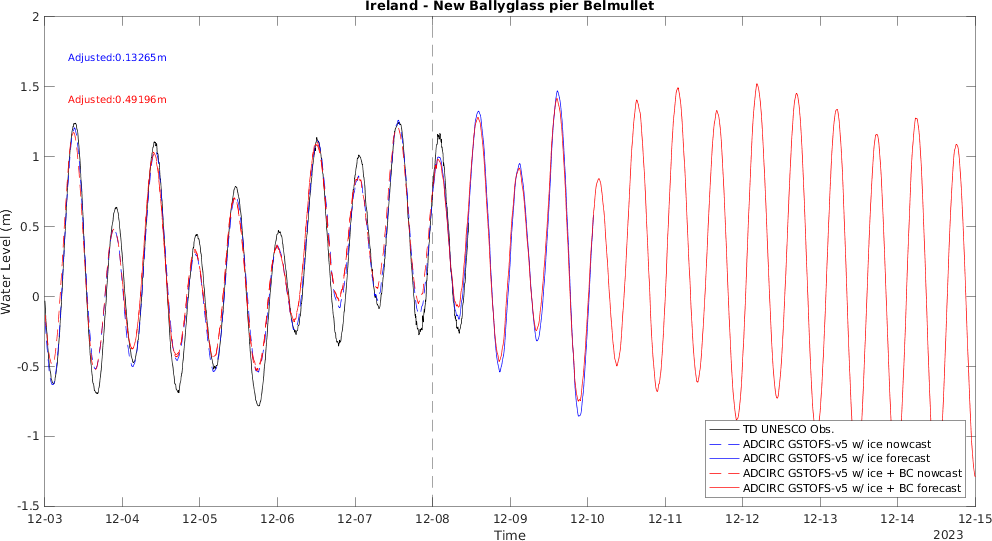 Ireland - New Ballyglass pier Belmullet
Adjusted:0.13265m
Adjusted:0.49196m
Water Level (m)
2
1.5
1
0.5
0
-0.5
-1
-1.5
TD UNESCO Obs.
ADCIRC GSTOFS-v5 w/ ice nowcast
ADCIRC GSTOFS-v5 w/ ice forecast
ADCIRC GSTOFS-v5 w/ ice + BC nowcast
ADCIRC GSTOFS-v5 w/ ice + BC forecast
12-03 12-04 12-05 12-06 12-07 12-08 12-09 12-10 12-11 12-12 12-13 12-14 12-15
Time
2023